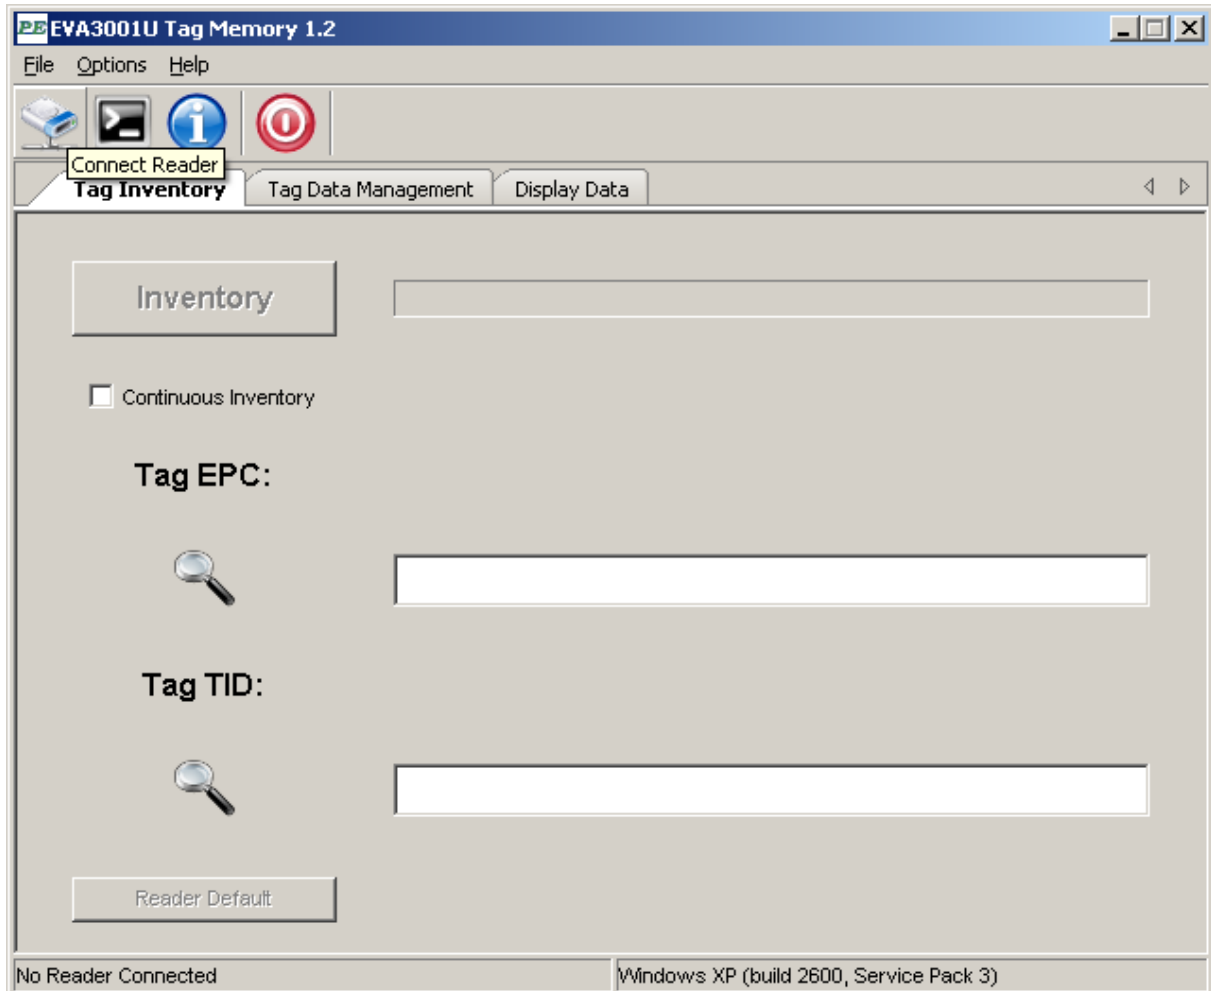 PE EVA3001U Tag Memory 1.2
File Options Help
Connect Reader
Tag Inventory Tag Data Management Display Data
Inventory
Continuous Inventory
Tag EPC:
Tag TID:
Reader Default
No Reader Connected Windows XP (build 2600, Service Pack 3)